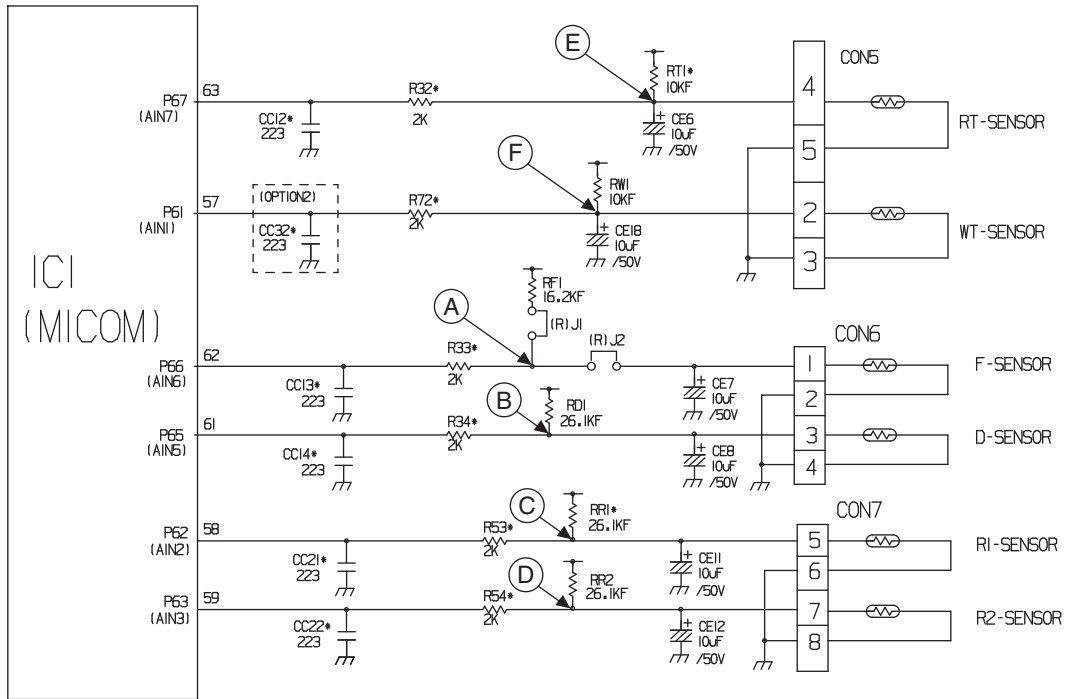 IC1
(MICOM)
P67
(AIN7)
63
CC12*
223
R32*
2K
E
RT1*
10KF
+
CE6
10uF
/50V
CON5
4
5
2
3
RT-SENSOR
P61
(AIN1)
57
(OPTION2)
CC32*
223
R72*
2K
F
RW1
10KF
+
CE18
10uF
/50V
WT-SENSOR
P66
(AIN6)
62
CC13*
223
R33*
2K
A
RF1
16.2KF
(R)J1
(R)J2
+
CE7
10uF
/50V
CON6
1
2
3
4
F-SENSOR
P65
(AIN5)
61
CC14*
223
R34*
2K
B
RD1
26.1KF
+
CE8
10uF
/50V
D-SENSOR
P62
(AIN2)
58
CC21*
223
R53*
2K
C
RR1*
26.1KF
+
CE11
10uF
/50V
CON7
5
6
7
8
R1-SENSOR
P63
(AIN3)
59
CC22*
223
R54*
2K
D
RR2
26.1KF
+
CE12
10uF
/50V
R2-SENSOR